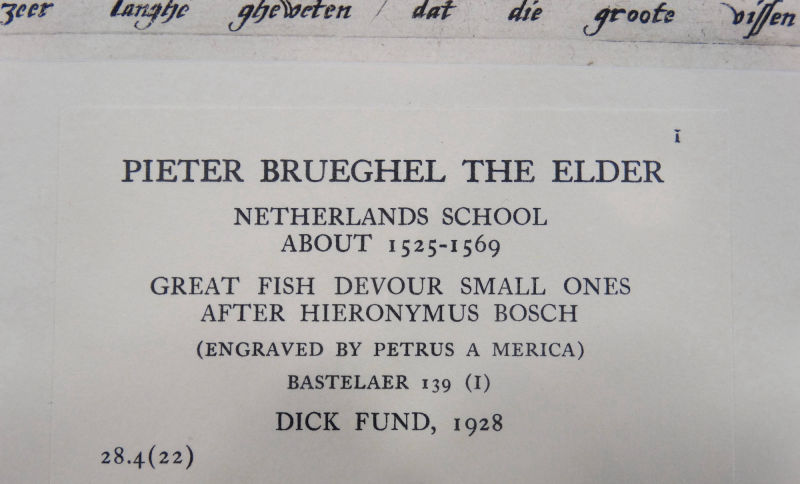 zeer langhe gheweten / dat die groote vissen
I
PIETER BRUEGHEL THE ELDER
NETHERLANDS SCHOOL
ABOUT 1525-1569
GREAT FISH DEVOUR SMALL ONES
AFTER HIERONYMUS BOSCH
(ENGRAVED BY PETRUS A MERICA)
BASTELAER 139 (I)
DICK FUND, 1928
28.4(22)